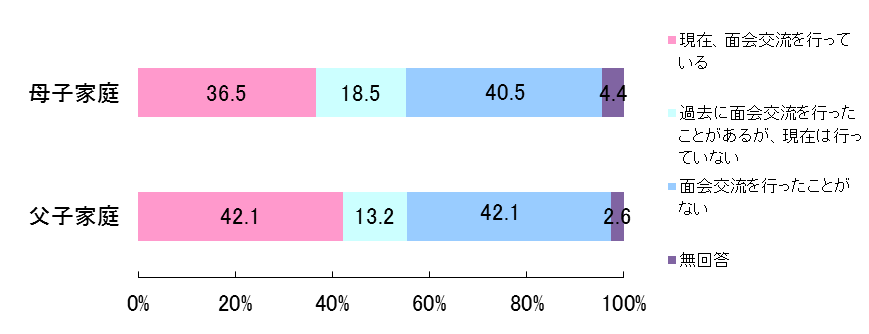 母子家庭
36.5 18.5 40.5 4.4
父子家庭
42.1 13.2 42.1 2.6
0% 20% 40% 60% 80% 100%
現在、面会交流を行って
いる
過去に面会交流を行った
ことがあるが、現在は行っ
ていない
面会交流を行ったことが
ない
無回答